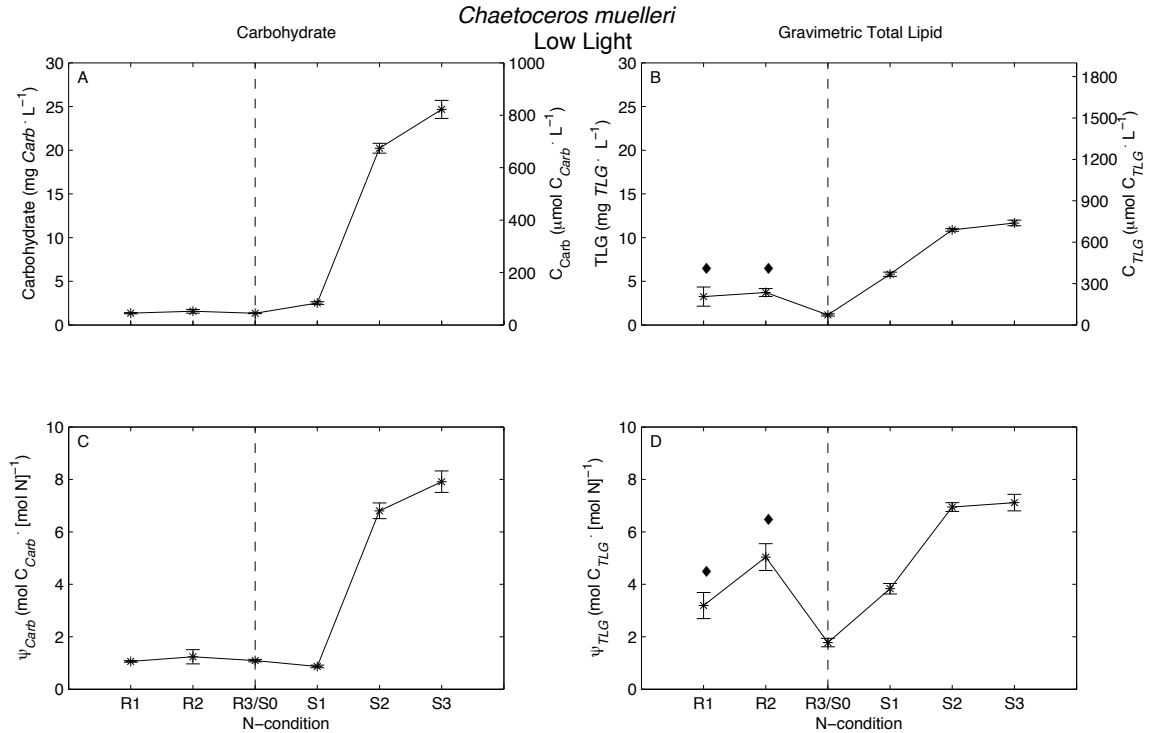 Chaetoceros muelleri
Low Light
Carbohydrate
Gravimetric Total Lipid
A
30
25
20
15
10
5
0
Carbohydrate (mg Carb · L⁻¹)
1000
800
600
400
200
0
C_Carb (μmol C_Carb · L⁻¹)
B
30
25
20
15
10
5
0
TLG (mg TLG · L⁻¹)
1800
1500
1200
900
600
300
0
C_TLG (μmol C_TLG · L⁻¹)
C
10
8
6
4
2
0
ψ_Carb (mol C_Carb · [mol N]⁻¹)
R1 R2 R3/S0 S1 S2 S3
N−condition
D
10
8
6
4
2
0
ψ_TLG (mol C_TLG · [mol N]⁻¹)
R1 R2 R3/S0 S1 S2 S3
N−condition